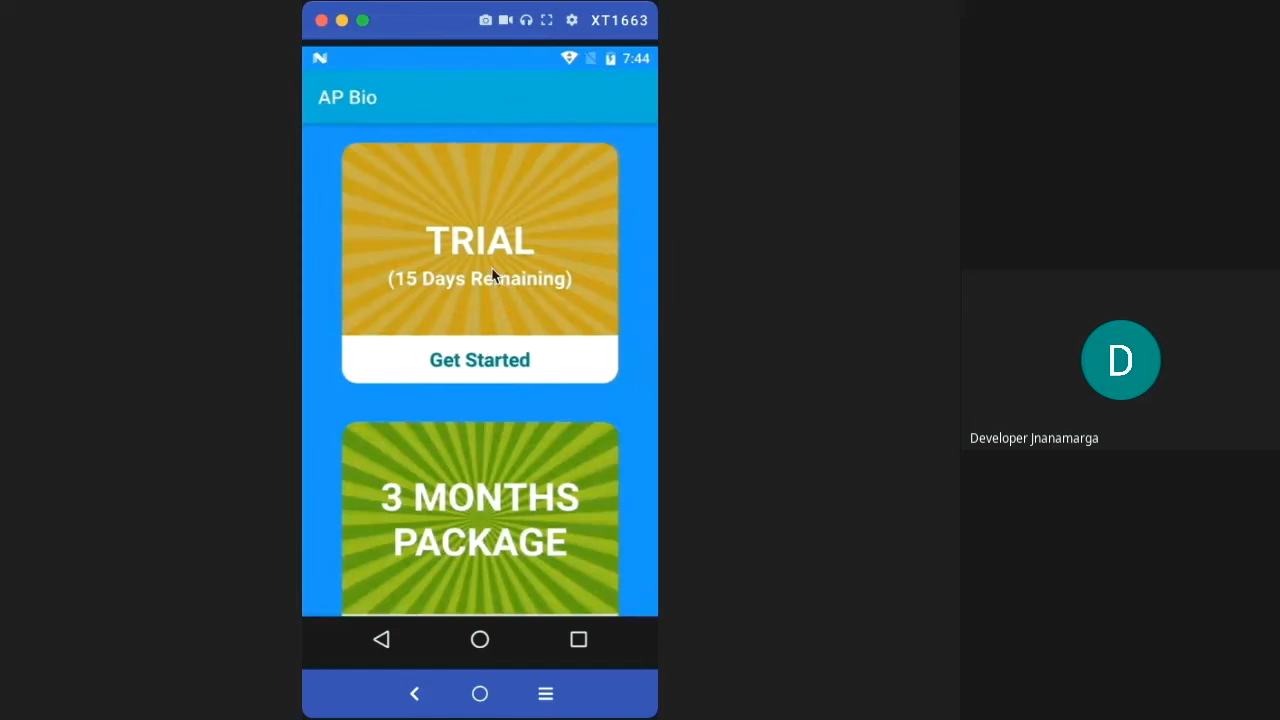 XT1663
7:44
AP Bio
TRIAL
(15 Days Remaining)
Get Started
3 MONTHS
PACKAGE
D
Developer Jnanamarga